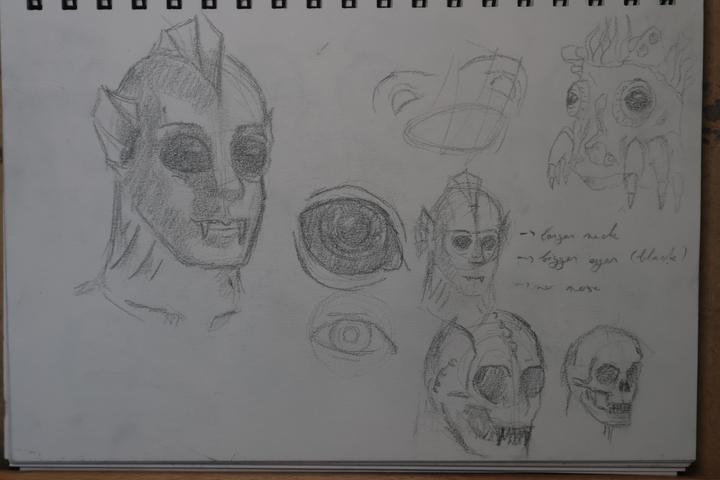 -> longer neck
-> bigger eyes (black)
-> no nose